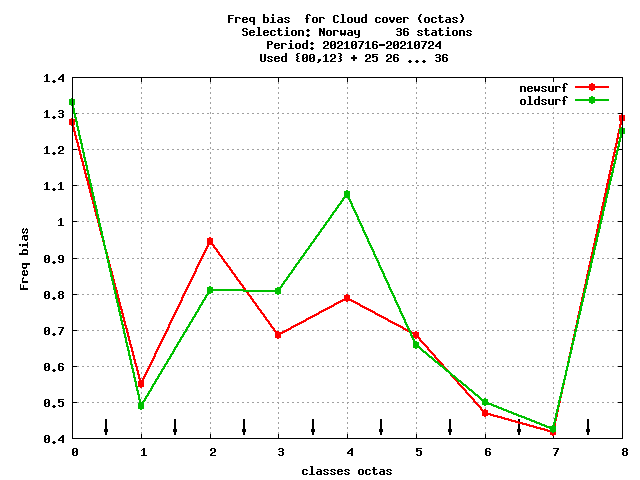 Freq bias  for Cloud cover (octas)
Selection: Norway     36 stations
Period: 20210716-20210724
Used {00,12} + 25 26 ... 36
newsurf
oldsurf
1.4
1.3
1.2
1.1
1
0.9
0.8
0.7
0.6
0.5
0.4
Freq bias
0 1 2 3 4 5 6 7 8
classes octas